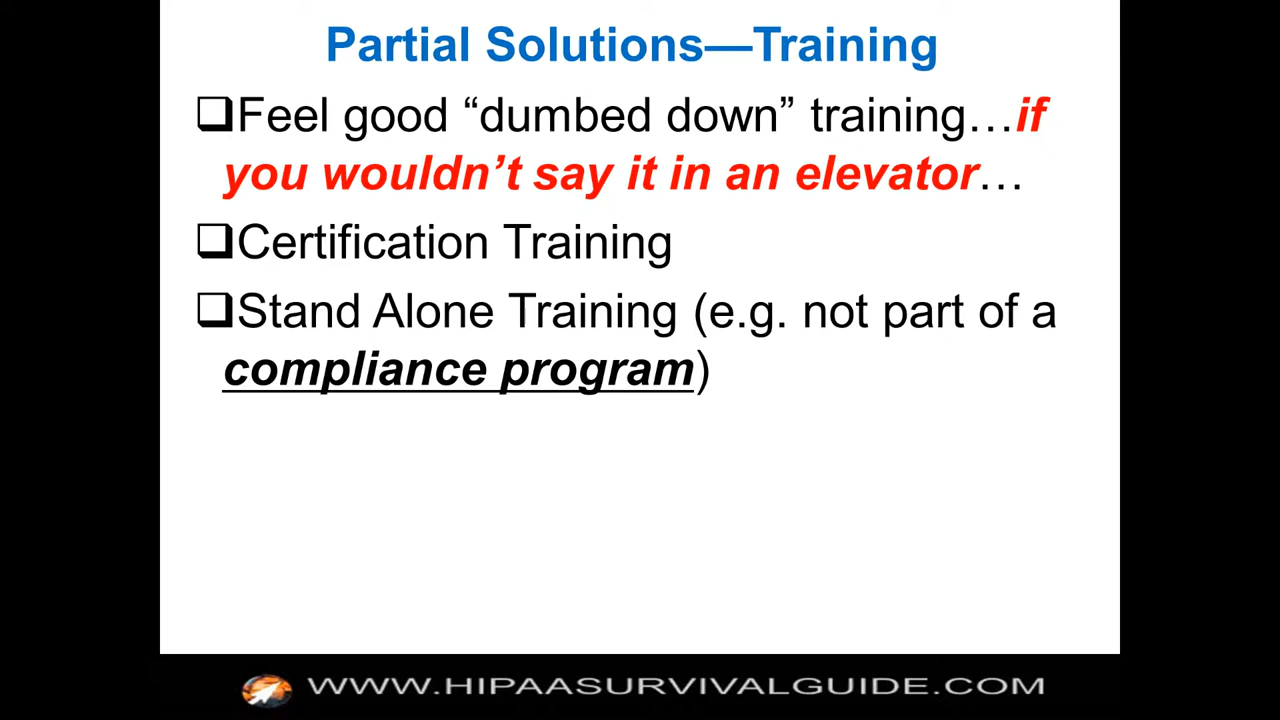 Partial Solutions—Training
❑Feel good “dumbed down” training…if
you wouldn’t say it in an elevator…
❑Certification Training
❑Stand Alone Training (e.g. not part of a
compliance program)
WWW.HIPAASURVIVALGUIDE.COM